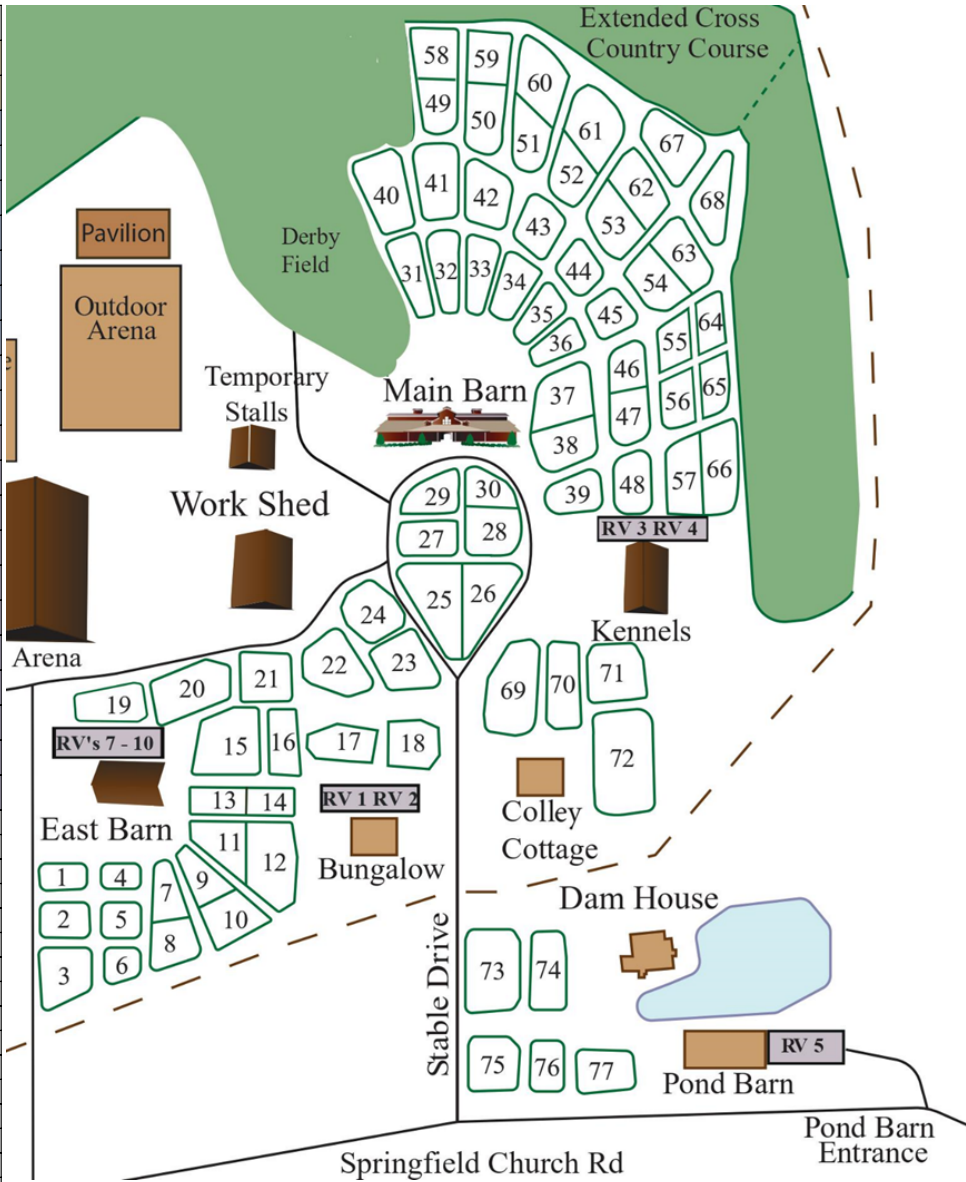 Extended Cross
Country Course
58
59
60
49
50
51
61
67
52
62
68
40
41
42
43
53
63
Pavilion
Derby
Field
31
32
33
34
44
54
Outdoor
Arena
35
45
64
36
55
e
46
65
Temporary
Stalls
Main Barn
37
56
47
38
57
66
29
30
39
48
Work Shed
27
28
RV 3 RV 4
25
26
24
Kennels
Arena
22
23
21
20
19
69
70
71
RV's 7 - 10
15
16
17
18
72
13
14
RV 1 RV 2
Colley
Cottage
East Barn
11
12
Bungalow
1
4
7
9
Dam House
2
5
10
8
3
6
73
74
Stable Drive
75
76
77
RV 5
Pond Barn
Pond Barn
Entrance
Springfield Church Rd